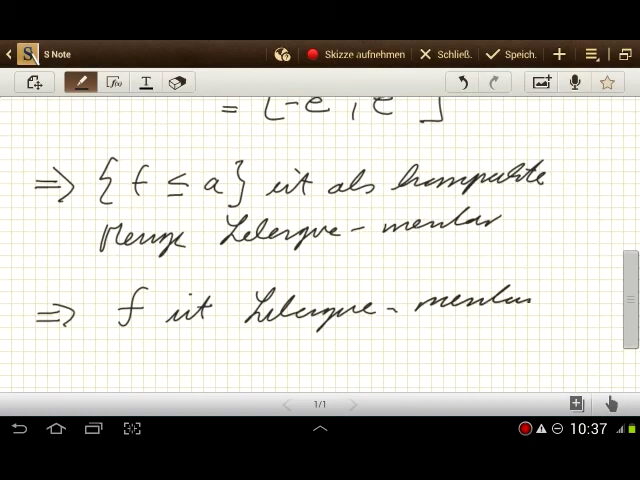 S Note
Skizze aufnehmen
Schließ.
Speich.
f(x)
T
= [-e , e ]
⇒ {f ≤ a} ist als kompakte
Menge Lebesgue-messbar
⇒ f ist Lebesgue-messbar
1/1
10:37